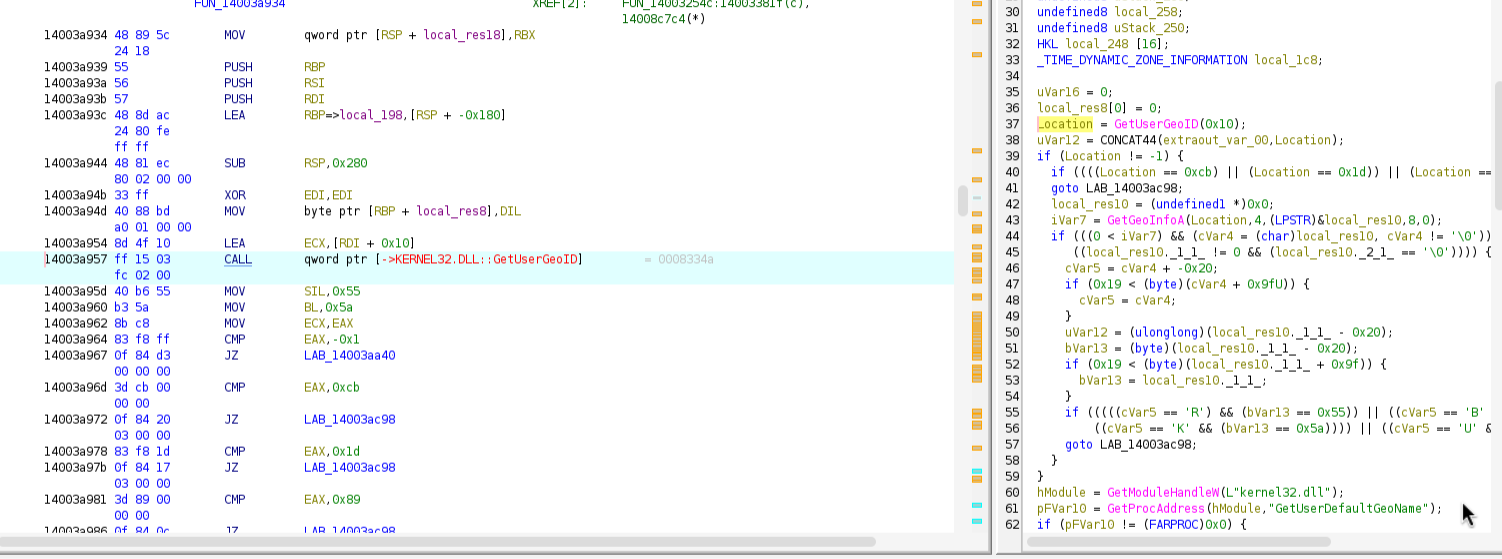 FUN_14003a934 XREF[2]: FUN_14003254c:14003381f(c),
14008c7c4(*)
14003a934 48 89 5c MOV qword ptr [RSP + local_res18],RBX
24 18
14003a939 55 PUSH RBP
14003a93a 56 PUSH RSI
14003a93b 57 PUSH RDI
14003a93c 48 8d ac LEA RBP=>local_198,[RSP + -0x180]
24 80 fe
ff ff
14003a944 48 81 ec SUB RSP,0x280
80 02 00 00
14003a94b 33 ff XOR EDI,EDI
14003a94d 40 88 bd MOV byte ptr [RBP + local_res8],DIL
a0 01 00 00
14003a954 8d 4f 10 LEA ECX,[RDI + 0x10]
14003a957 ff 15 03 CALL qword ptr [->KERNEL32.DLL::GetUserGeoID] = 0008334a
fc 02 00
14003a95d 40 b6 55 MOV SIL,0x55
14003a960 b3 5a MOV BL,0x5a
14003a962 8b c8 MOV ECX,EAX
14003a964 83 f8 ff CMP EAX,-0x1
14003a967 0f 84 d3 JZ LAB_14003aa40
00 00 00
14003a96d 3d cb 00 CMP EAX,0xcb
00 00
14003a972 0f 84 20 JZ LAB_14003ac98
03 00 00
14003a978 83 f8 1d CMP EAX,0x1d
14003a97b 0f 84 17 JZ LAB_14003ac98
03 00 00
14003a981 3d 89 00 CMP EAX,0x89
00 00
14003a986 0f 84 0c JZ LAB_14003ac98
30 undefined8 local_258;
31 undefined8 uStack_250;
32 HKL local_248 [16];
33 _TIME_DYNAMIC_ZONE_INFORMATION local_1c8;
34
35 uVar16 = 0;
36 local_res8[0] = 0;
37 Location = GetUserGeoID(0x10);
38 uVar12 = CONCAT44(extraout_var_00,Location);
39 if (Location != -1) {
40 if ((((Location == 0xcb) || (Location == 0x1d)) || (Location ==
41 goto LAB_14003ac98;
42 local_res10 = (undefined1 *)0x0;
43 iVar7 = GetGeoInfoA(Location,4,(LPSTR)&local_res10,8,0);
44 if (((0 < iVar7) && (cVar4 = (char)local_res10, cVar4 != '\0'))
45 ((local_res10._1_1_ != 0 && (local_res10._2_1_ == '\0')))) {
46 cVar5 = cVar4 + -0x20;
47 if (0x19 < (byte)(cVar4 + 0x9fU)) {
48 cVar5 = cVar4;
49 }
50 uVar12 = (ulonglong)(local_res10._1_1_ - 0x20);
51 bVar13 = (byte)(local_res10._1_1_ - 0x20);
52 if (0x19 < (byte)(local_res10._1_1_ + 0x9f)) {
53 bVar13 = local_res10._1_1_;
54 }
55 if (((((cVar5 == 'R') && (bVar13 == 0x55)) || ((cVar5 == 'B'
56 ((cVar5 == 'K' && (bVar13 == 0x5a)))) || ((cVar5 == 'U' &
57 goto LAB_14003ac98;
58 }
59 }
60 hModule = GetModuleHandleW(L"kernel32.dll");
61 pFVar10 = GetProcAddress(hModule,"GetUserDefaultGeoName");
62 if (pFVar10 != (FARPROC)0x0) {